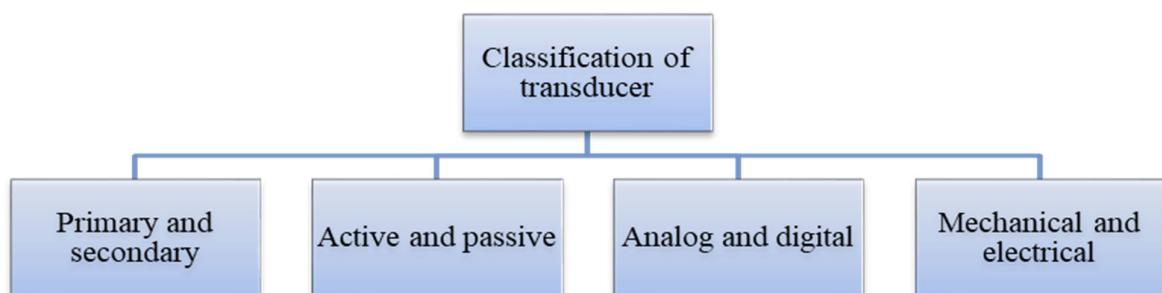 Classification of
transducer
Primary and
secondary
Active and passive
Analog and digital
Mechanical and
electrical